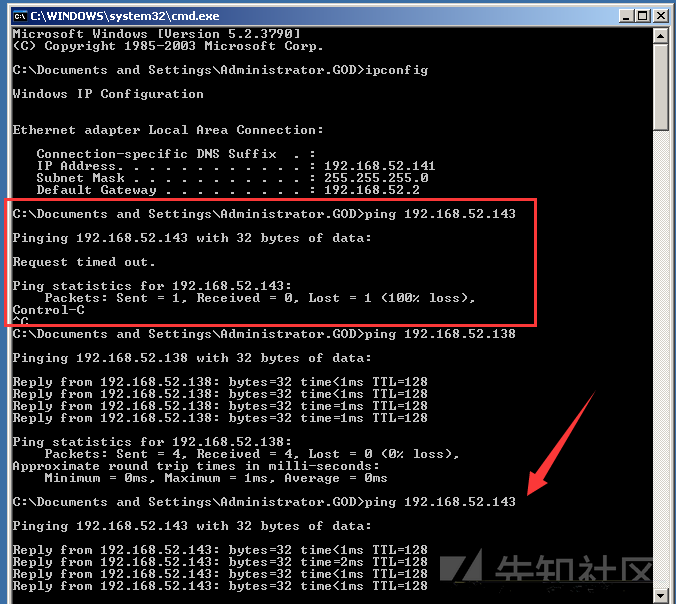 C:\WINDOWS\system32\cmd.exe
Microsoft Windows [Version 5.2.3790]
(C) Copyright 1985-2003 Microsoft Corp.
C:\Documents and Settings\Administrator.GOD>ipconfig
Windows IP Configuration
Ethernet adapter Local Area Connection:
   Connection-specific DNS Suffix  . :
   IP Address. . . . . . . . . . . . : 192.168.52.141
   Subnet Mask . . . . . . . . . . . : 255.255.255.0
   Default Gateway . . . . . . . . . : 192.168.52.2
C:\Documents and Settings\Administrator.GOD>ping 192.168.52.143
Pinging 192.168.52.143 with 32 bytes of data:
Request timed out.
Ping statistics for 192.168.52.143:
    Packets: Sent = 1, Received = 0, Lost = 1 (100% loss),
Control-C
^C
C:\Documents and Settings\Administrator.GOD>ping 192.168.52.138
Pinging 192.168.52.138 with 32 bytes of data:
Reply from 192.168.52.138: bytes=32 time<1ms TTL=128
Reply from 192.168.52.138: bytes=32 time<1ms TTL=128
Reply from 192.168.52.138: bytes=32 time=1ms TTL=128
Reply from 192.168.52.138: bytes=32 time=1ms TTL=128
Ping statistics for 192.168.52.138:
    Packets: Sent = 4, Received = 4, Lost = 0 (0% loss),
Approximate round trip times in milli-seconds:
    Minimum = 0ms, Maximum = 1ms, Average = 0ms
C:\Documents and Settings\Administrator.GOD>ping 192.168.52.143
Pinging 192.168.52.143 with 32 bytes of data:
Reply from 192.168.52.143: bytes=32 time<1ms TTL=128
Reply from 192.168.52.143: bytes=32 time=2ms TTL=128
Reply from 192.168.52.143: bytes=32 time<1ms TTL=128
Reply from 192.168.52.143: bytes=32 time<1ms TTL=128
先知社区